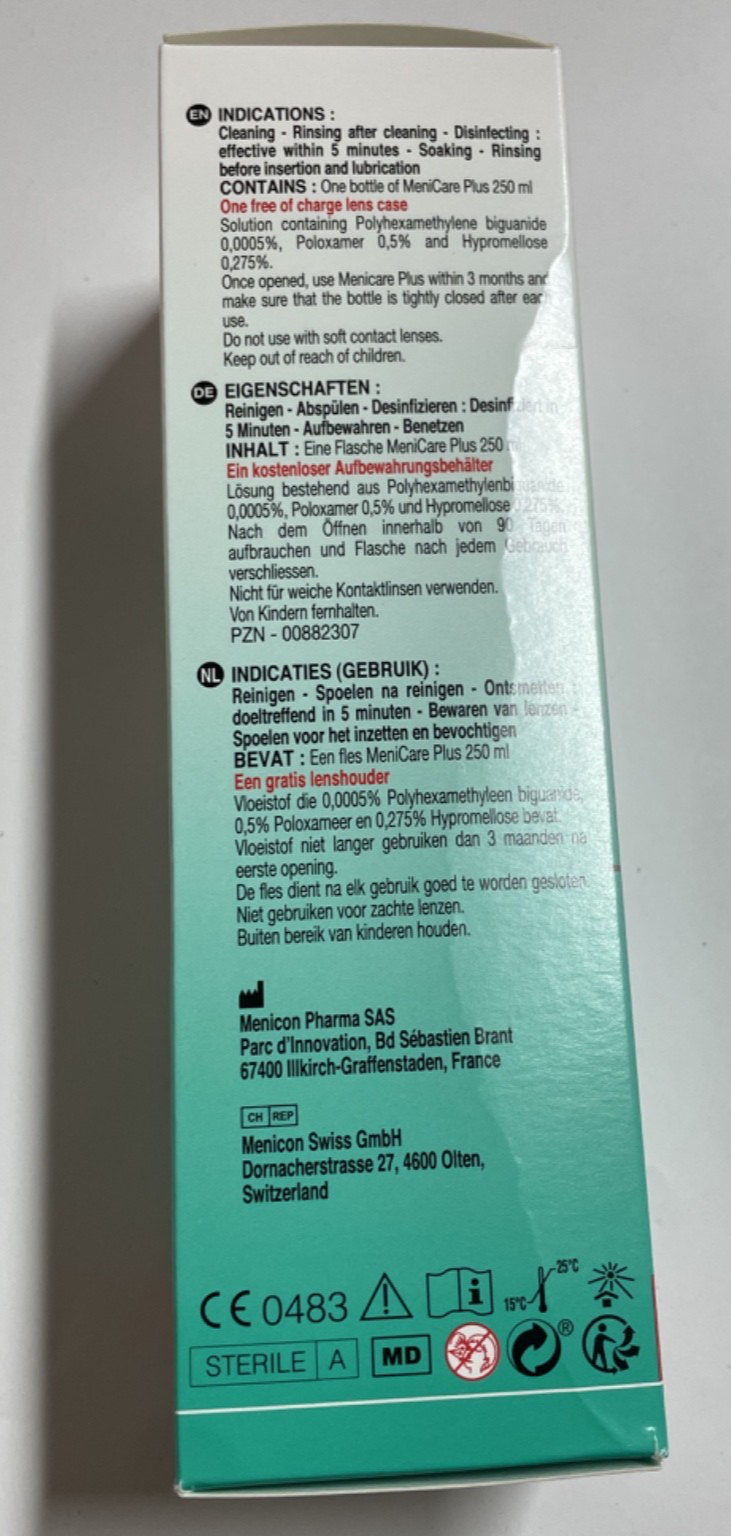 EN INDICATIONS :
Cleaning - Rinsing after cleaning - Disinfecting :
effective within 5 minutes - Soaking - Rinsing
before insertion and lubrication
CONTAINS : One bottle of MeniCare Plus 250 ml
One free of charge lens case
Solution containing Polyhexamethylene biguanide
0,0005%, Poloxamer 0,5% and Hypromellose
0,275%.
Once opened, use Menicare Plus within 3 months and
make sure that the bottle is tightly closed after each
use.
Do not use with soft contact lenses.
Keep out of reach of children.
DE EIGENSCHAFTEN :
Reinigen - Abspülen - Desinfizieren : Desinfiziert in
5 Minuten - Aufbewahren - Benetzen
INHALT : Eine Flasche MeniCare Plus 250 ml
Ein kostenloser Aufbewahrungsbehälter
Lösung bestehend aus Polyhexamethylenbiguanide
0,0005%, Poloxamer 0,5% und Hypromellose 0,275%.
Nach dem Öffnen innerhalb von 90 Tagen
aufbrauchen und Flasche nach jedem Gebrauch
verschliessen.
Nicht für weiche Kontaktlinsen verwenden.
Von Kindern fernhalten.
PZN - 00882307
NL INDICATIES (GEBRUIK) :
Reinigen - Spoelen na reinigen - Ontsmetten :
doeltreffend in 5 minuten - Bewaren van lenzen -
Spoelen voor het inzetten en bevochtigen
BEVAT : Een fles MeniCare Plus 250 ml
Een gratis lenshouder
Vloeistof die 0,0005% Polyhexamethyleen biguanide,
0,5% Poloxameer en 0,275% Hypromellose bevat.
Vloeistof niet langer gebruiken dan 3 maanden na
eerste opening.
De fles dient na elk gebruik goed te worden gesloten.
Niet gebruiken voor zachte lenzen.
Buiten bereik van kinderen houden.
Menicon Pharma SAS
Parc d'Innovation, Bd Sébastien Brant
67400 Illkirch-Graffenstaden, France
CH REP
Menicon Swiss GmbH
Dornacherstrasse 27, 4600 Olten,
Switzerland
CE 0483 15°C 25°C
STERILE A MD ®